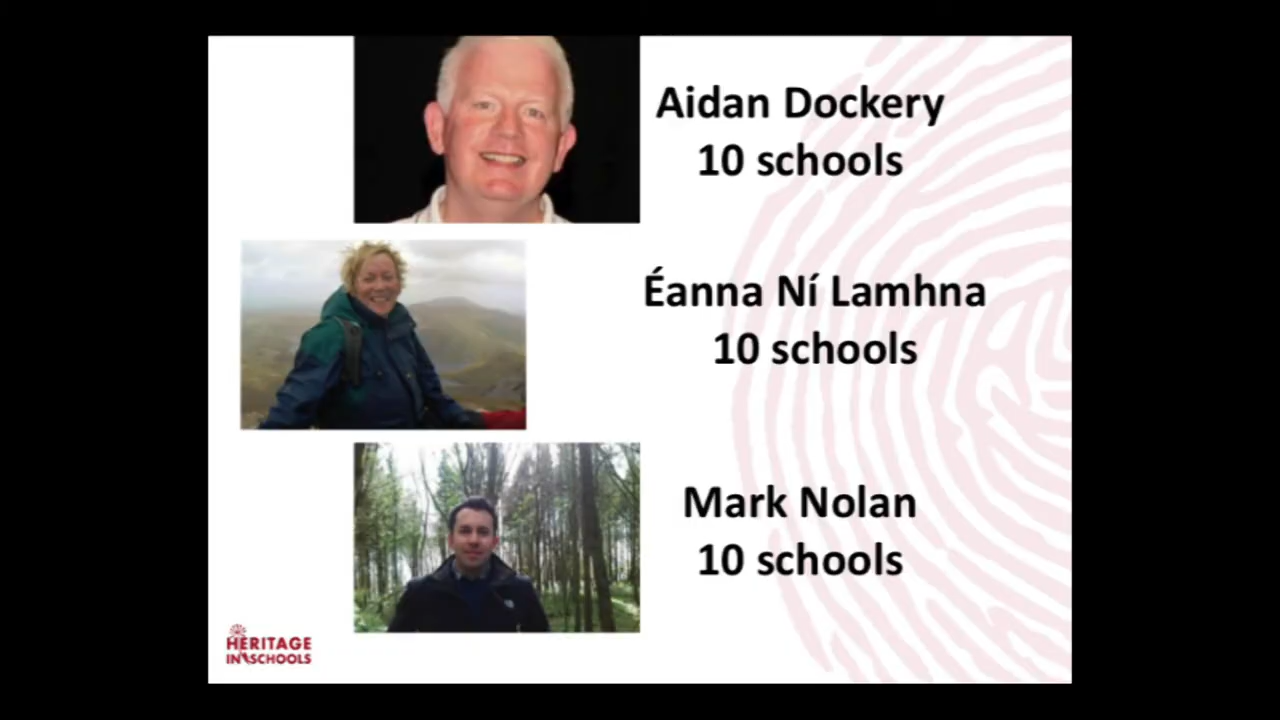 Aidan Dockery
10 schools
Éanna Ní Lamhna
10 schools
Mark Nolan
10 schools
HERITAGE
IN SCHOOLS